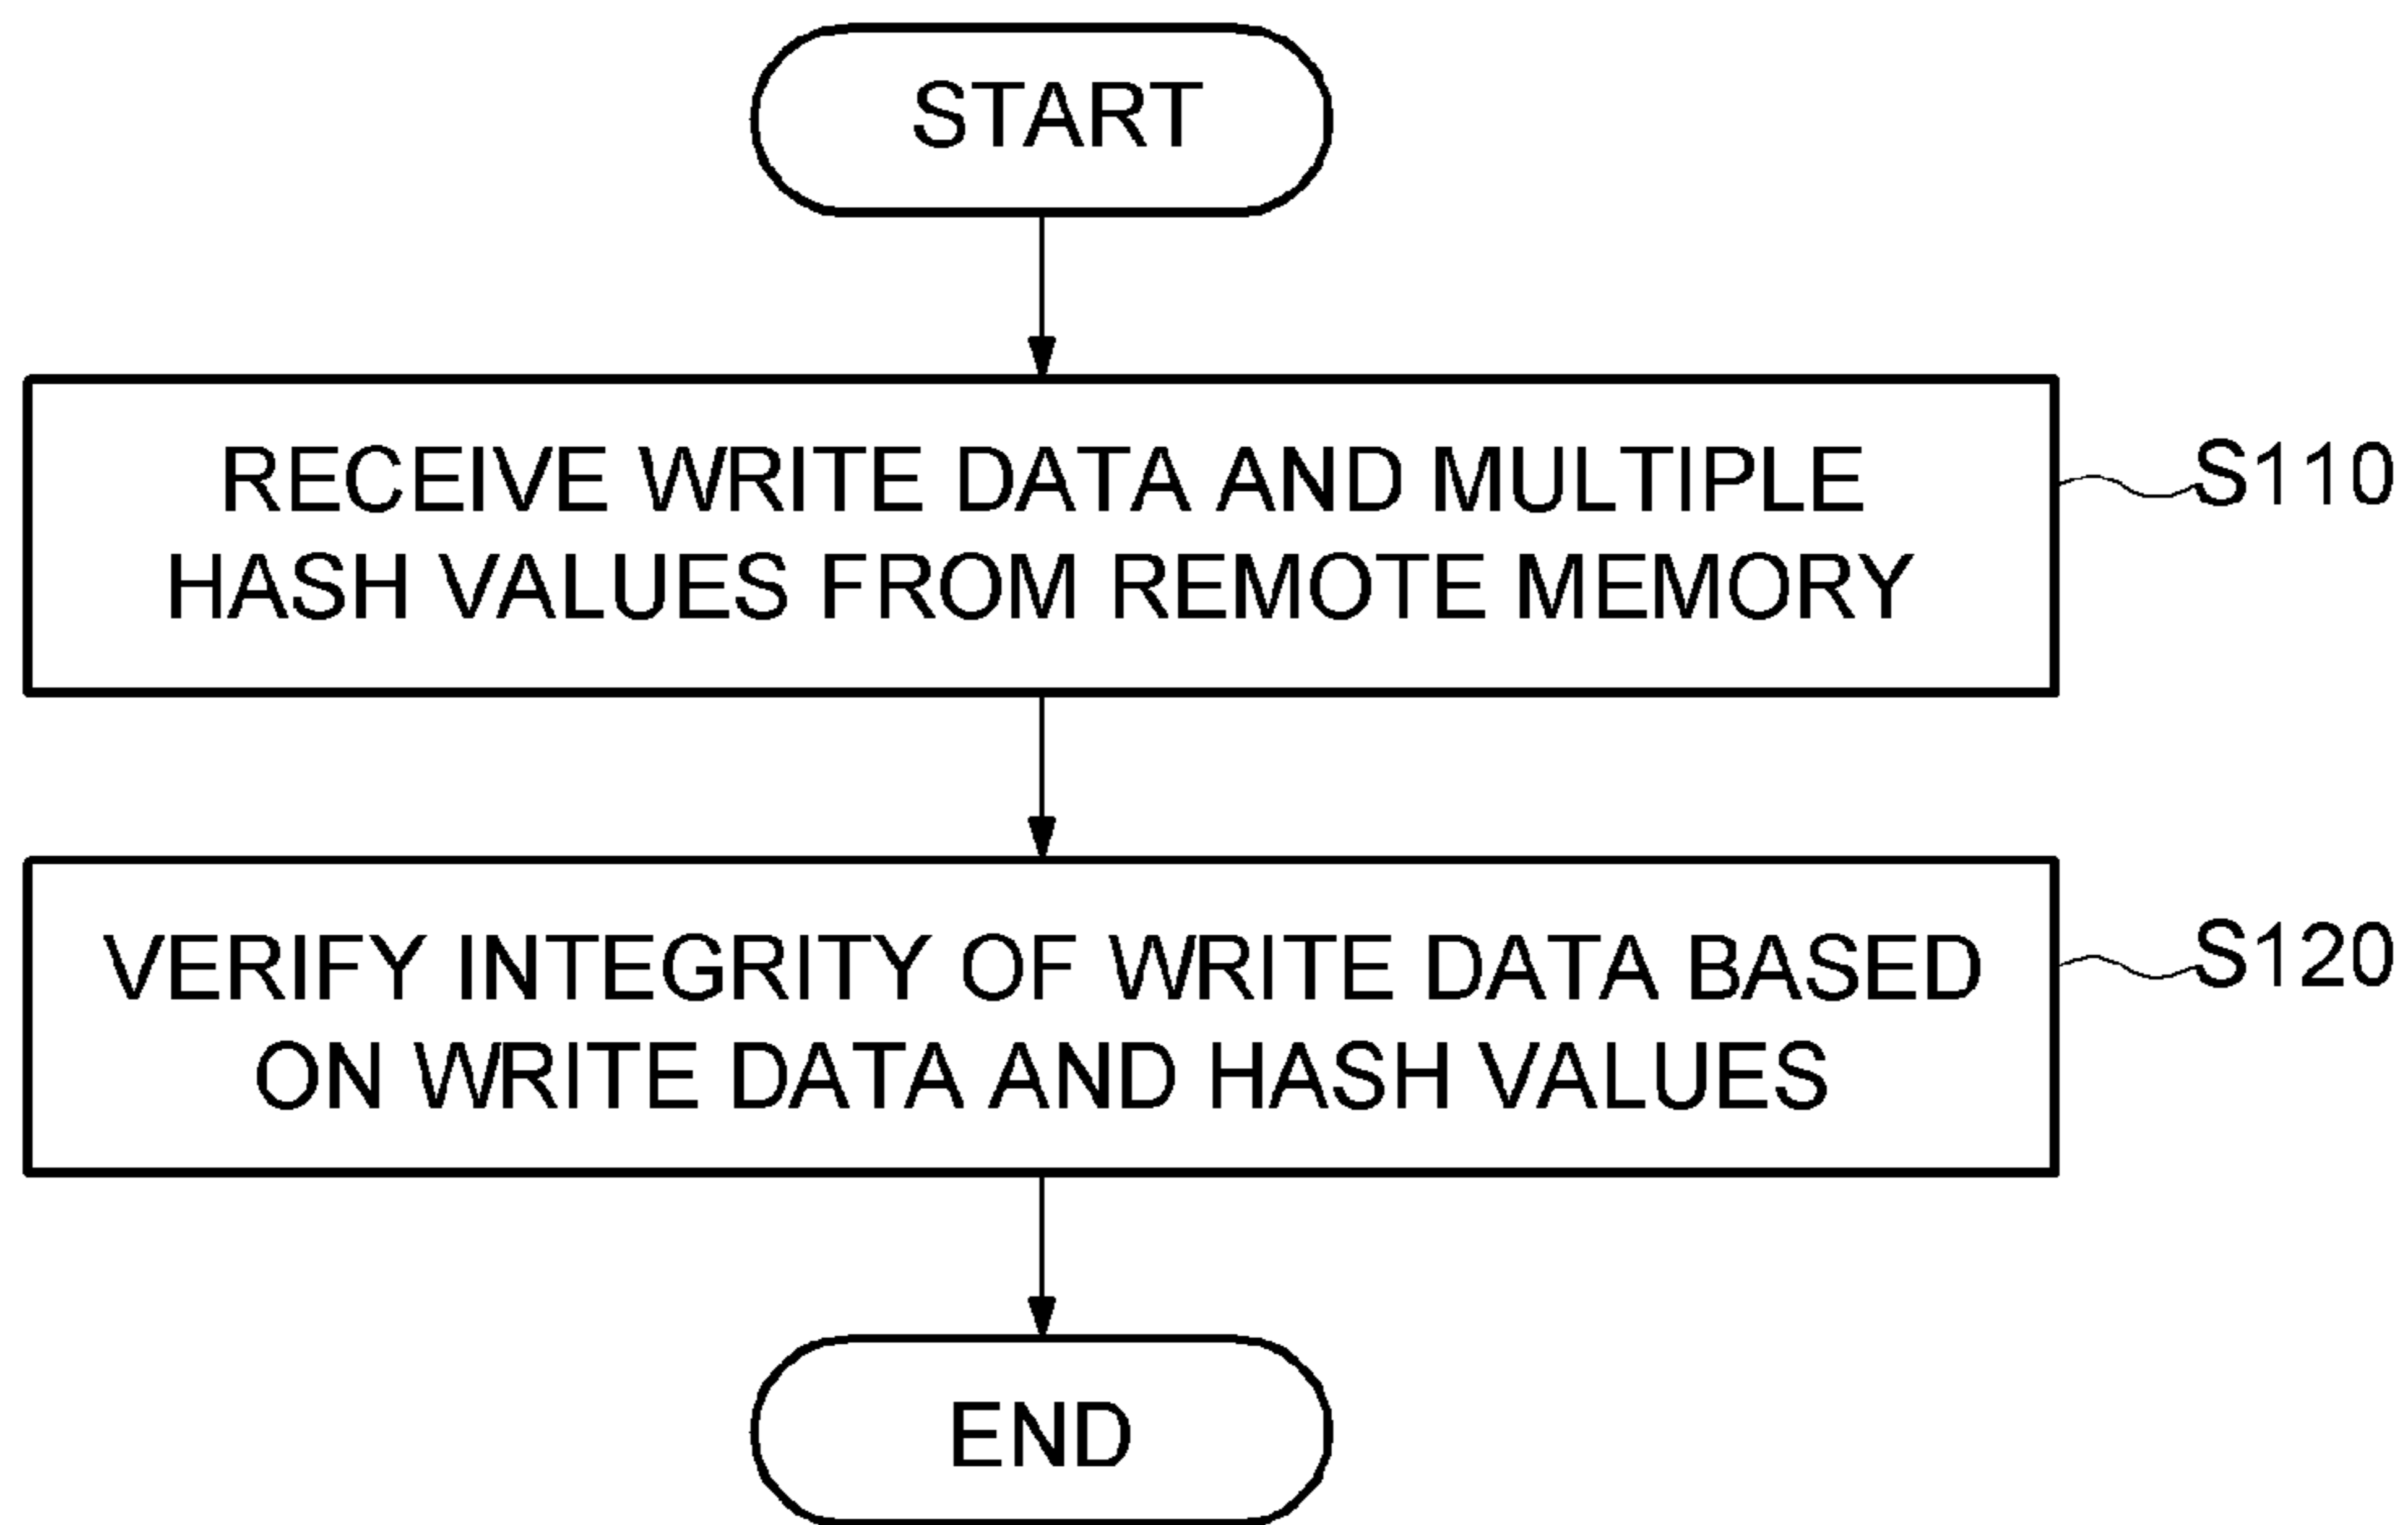 START
RECEIVE WRITE DATA AND MULTIPLE
HASH VALUES FROM REMOTE MEMORY
S110
VERIFY INTEGRITY OF WRITE DATA BASED
ON WRITE DATA AND HASH VALUES
S120
END